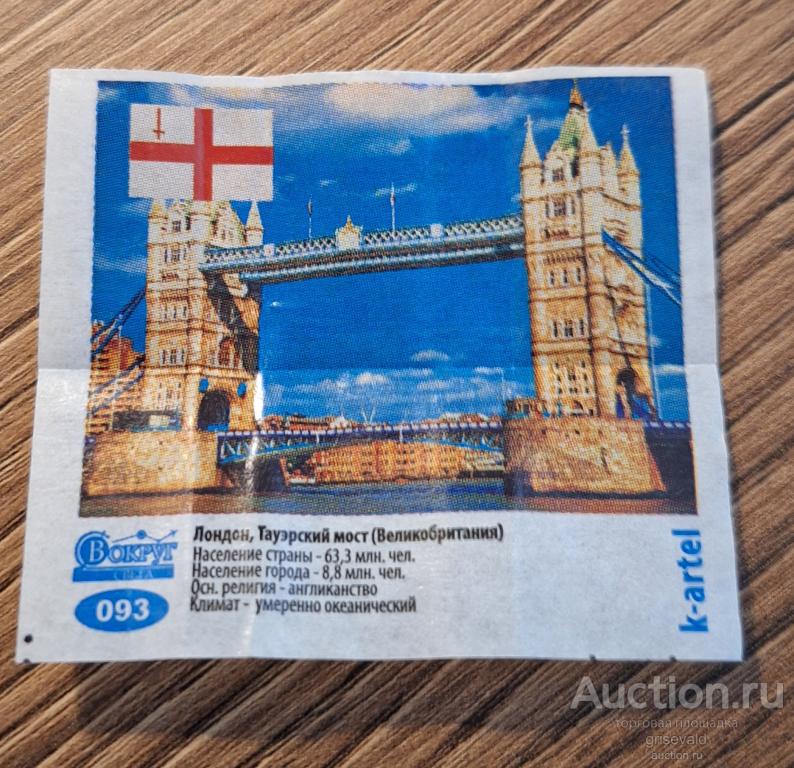 Лондон, Тауэрский мост (Великобритания)
Население страны - 63,3 млн. чел.
Население города - 8,8 млн. чел.
Осн. религия - англиканство
Климат - умеренно океанический
Вокруг
света
093
k-artel
Auction.ru
торговая площадка
grisevald
auction.ru